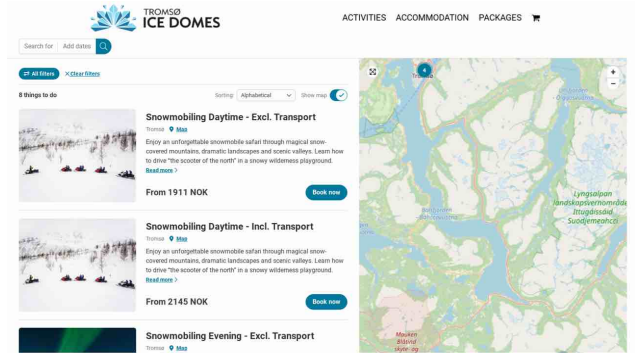 TROMSØ
ICE DOMES
ACTIVITIES ACCOMMODATION PACKAGES
Search for Add dates
All filters Clear filters
8 things to do Sorting Alphabetical Show map
Snowmobiling Daytime - Excl. Transport
Tromsø Map
Enjoy an unforgettable snowmobile safari through magical snow-
covered mountains, dramatic landscapes and scenic valleys. Learn how
to drive "the scooter of the north" in a snowy wilderness playground.
Read more >
From 1911 NOK Book now
Snowmobiling Daytime - Incl. Transport
Tromsø Map
Enjoy an unforgettable snowmobile safari through magical snow-
covered mountains, dramatic landscapes and scenic valleys. Learn how
to drive "the scooter of the north" in a snowy wilderness playground.
Read more >
From 2145 NOK Book now
Snowmobiling Evening - Excl. Transport
Tromsø Map
4
+
−
Lyngsalpan
landskapsvernområde
Ittugáissáid
Suodjemeahcci
Mauken
Blåtind
skyte- og